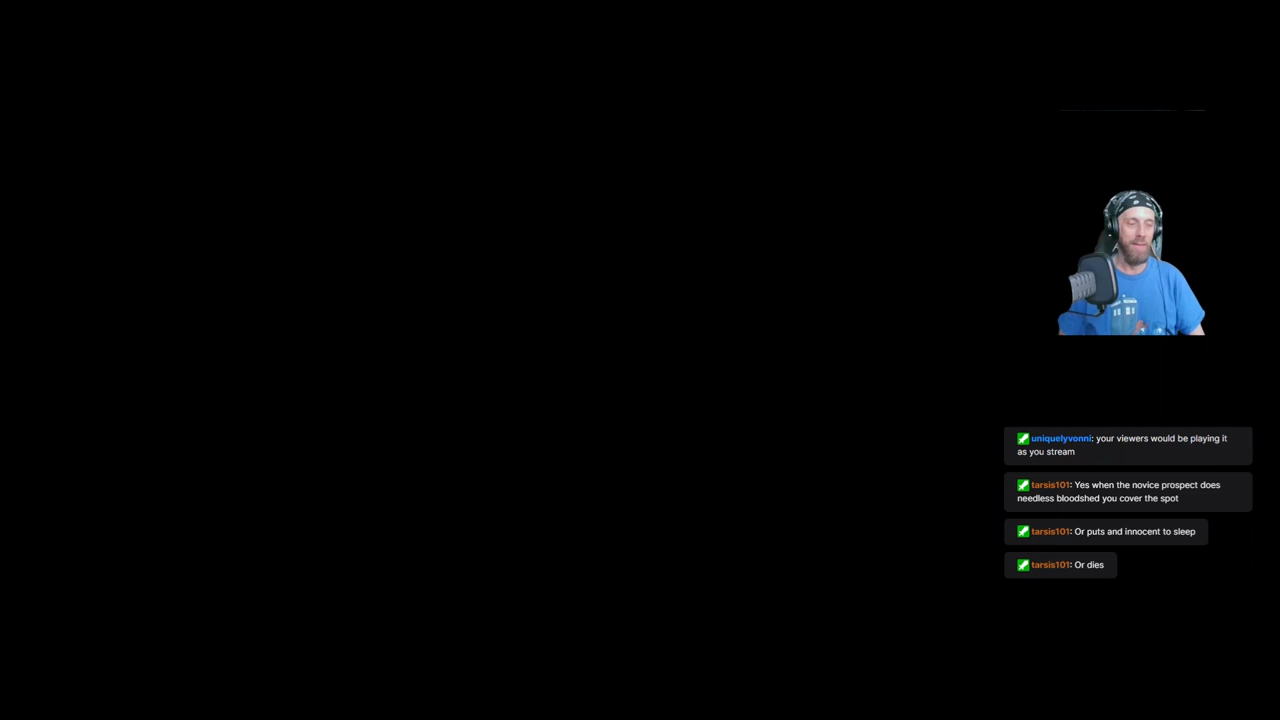 uniquelyvonni: your viewers would be playing it
as you stream
tarsis101: Yes when the novice prospect does
needless bloodshed you cover the spot
tarsis101: Or puts and innocent to sleep
tarsis101: Or dies